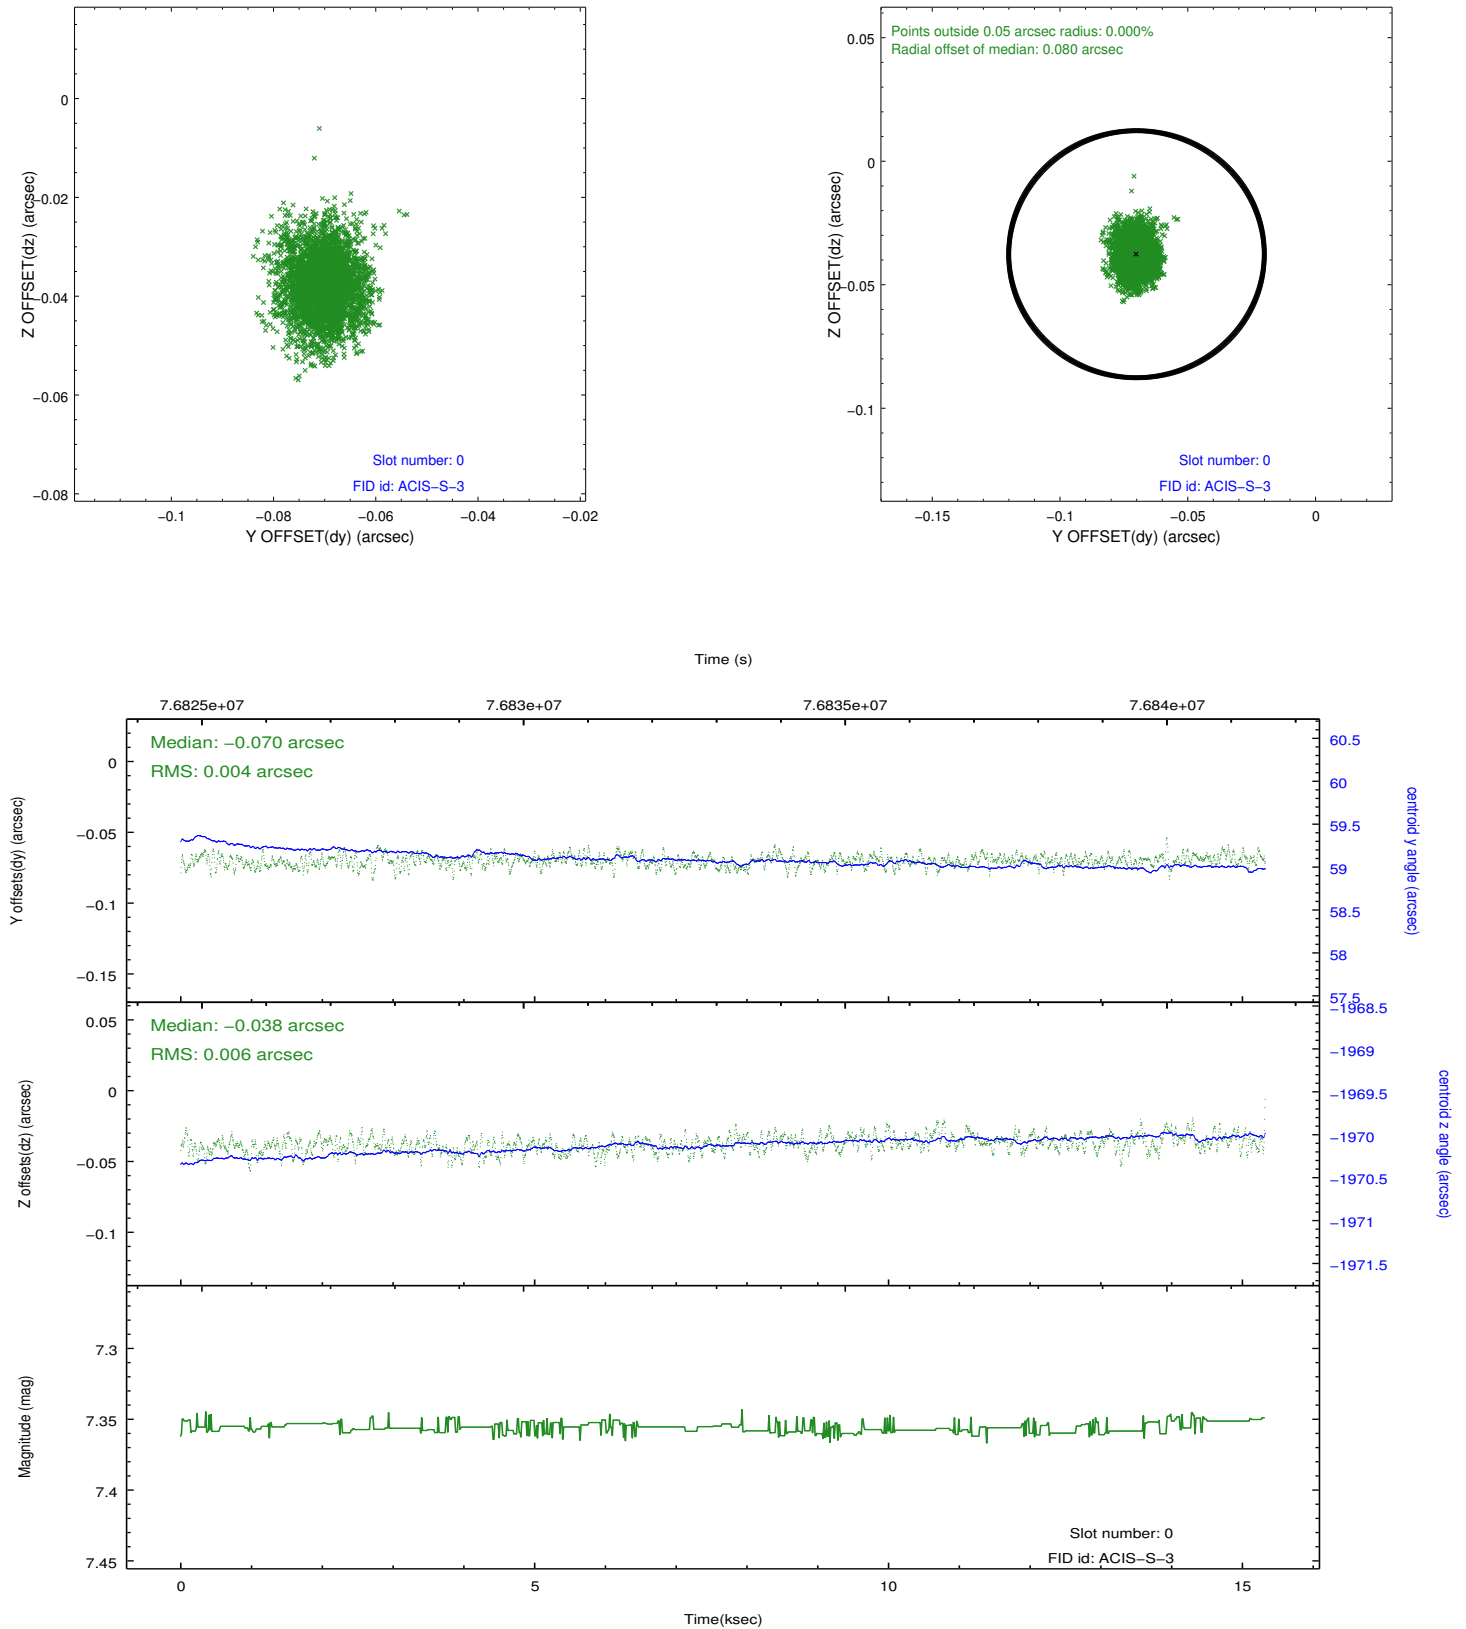 0
−0.02
−0.04
−0.06
−0.08
Z OFFSET(dz) (arcsec)
−0.1
−0.08
−0.06
−0.04
−0.02
Y OFFSET(dy) (arcsec)
Slot number: 0
FID id: ACIS−S−3
Points outside 0.05 arcsec radius: 0.000%
Radial offset of median: 0.080 arcsec
0.05
0
−0.05
−0.1
Z OFFSET(dz) (arcsec)
−0.15
−0.1
−0.05
0
Y OFFSET(dy) (arcsec)
Slot number: 0
FID id: ACIS−S−3
Time (s)
7.6825e+07
7.683e+07
7.6835e+07
7.684e+07
Median: −0.070 arcsec
RMS: 0.004 arcsec
0
−0.05
−0.1
−0.15
Y offsets(dy) (arcsec)
60.5
60
59.5
59
58.5
58
57.5
centroid y angle (arcsec)
Median: −0.038 arcsec
RMS: 0.006 arcsec
0.05
0
−0.05
−0.1
Z offsets(dz) (arcsec)
−1968.5
−1969
−1969.5
−1970
−1970.5
−1971
−1971.5
centroid z angle (arcsec)
7.3
7.35
7.4
7.45
Magnitude (mag)
Slot number: 0
FID id: ACIS−S−3
0
5
10
15
Time(ksec)